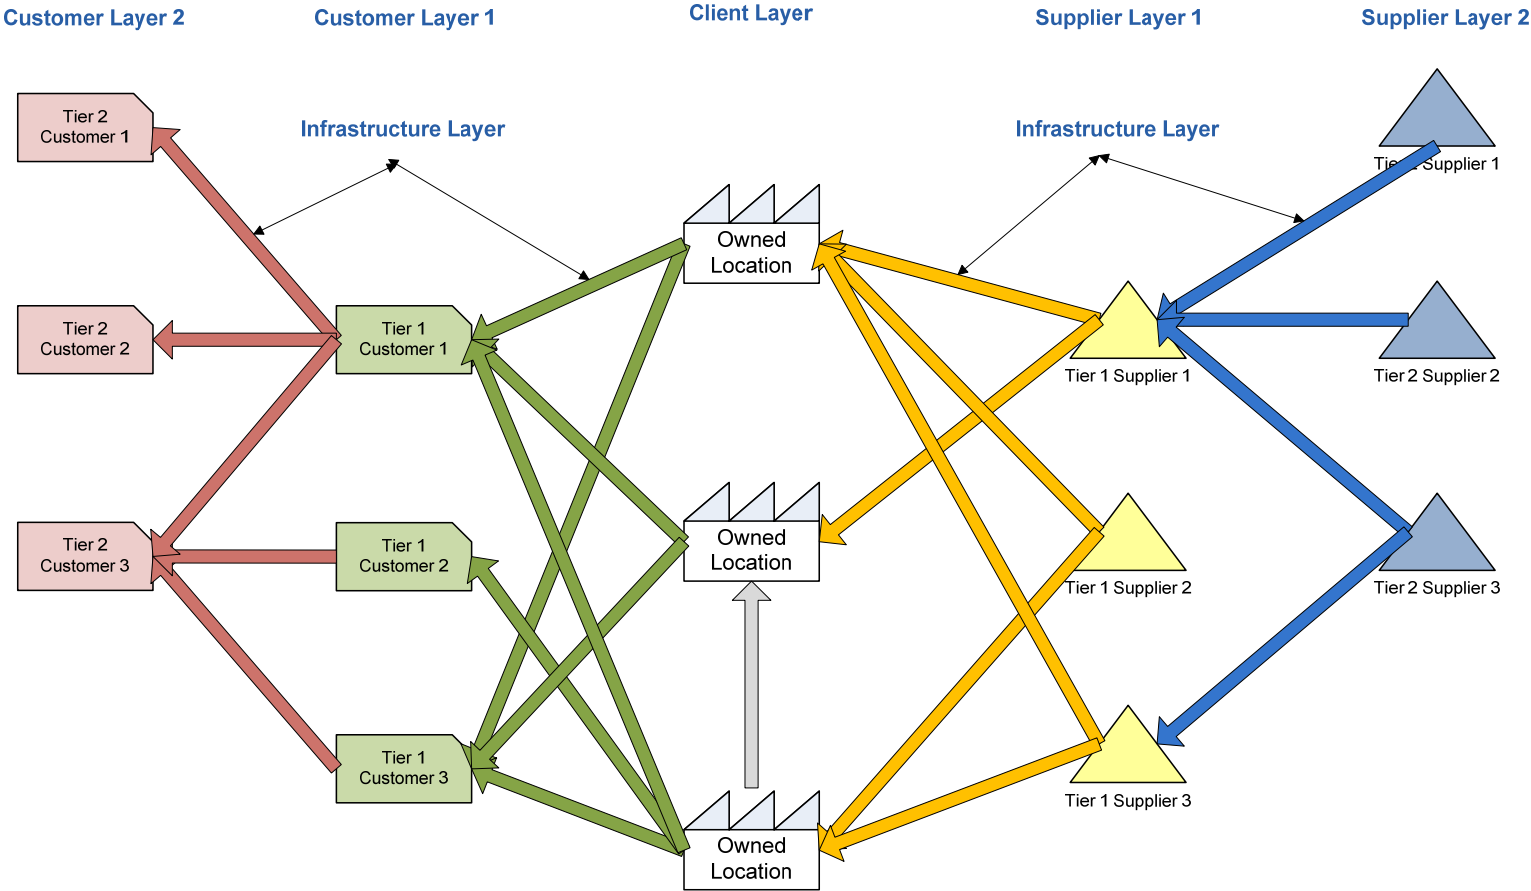 Customer Layer 2
Customer Layer 1
Client Layer
Supplier Layer 1
Supplier Layer 2
Infrastructure Layer
Infrastructure Layer
Tier 2
Customer 1
Tier 2
Customer 2
Tier 2
Customer 3
Tier 1
Customer 1
Tier 1
Customer 2
Tier 1
Customer 3
Owned
Location
Owned
Location
Owned
Location
Tier 1 Supplier 1
Tier 1 Supplier 2
Tier 1 Supplier 3
Tier 2 Supplier 1
Tier 2 Supplier 2
Tier 2 Supplier 3